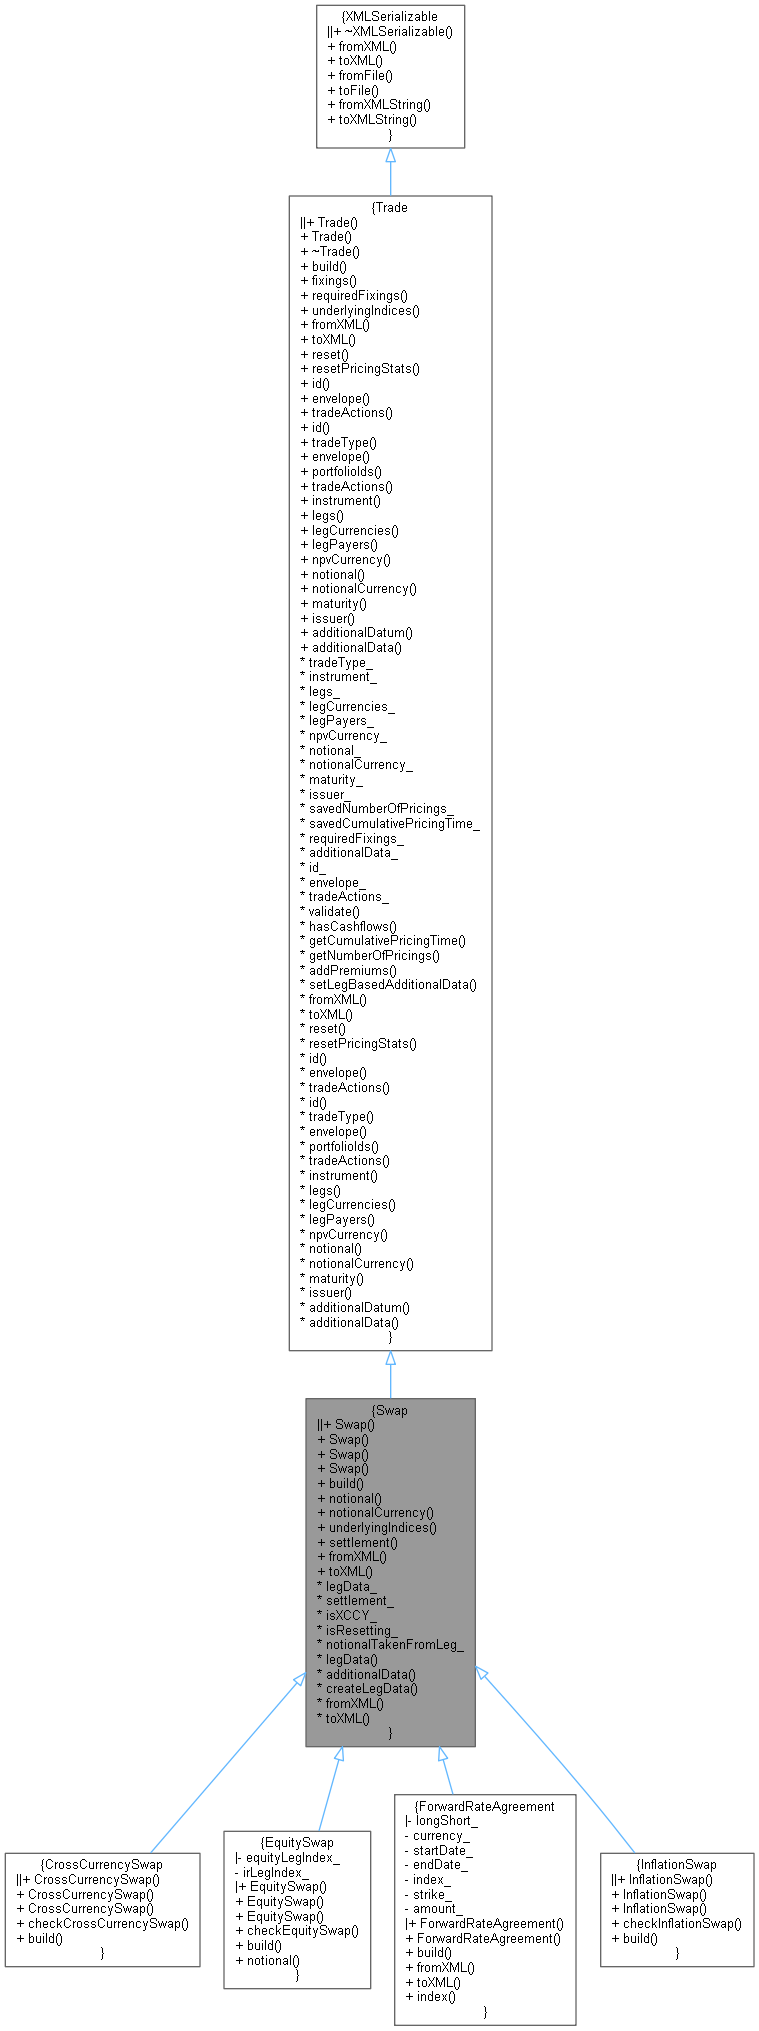 {XMLSerializable
||+ ~XMLSerializable()
+ fromXML()
+ toXML()
+ fromFile()
+ toFile()
+ fromXMLString()
+ toXMLString()
}
{Trade
||+ Trade()
+ Trade()
+ ~Trade()
+ build()
+ fixings()
+ requiredFixings()
+ underlyingIndices()
+ fromXML()
+ toXML()
+ reset()
+ resetPricingStats()
+ id()
+ envelope()
+ tradeActions()
+ id()
+ tradeType()
+ envelope()
+ portfolioIds()
+ tradeActions()
+ instrument()
+ legs()
+ legCurrencies()
+ legPayers()
+ npvCurrency()
+ notional()
+ notionalCurrency()
+ maturity()
+ issuer()
+ additionalDatum()
+ additionalData()
* tradeType_
* instrument_
* legs_
* legCurrencies_
* legPayers_
* npvCurrency_
* notional_
* notionalCurrency_
* maturity_
* issuer_
* savedNumberOfPricings_
* savedCumulativePricingTime_
* requiredFixings_
* additionalData_
* id_
* envelope_
* tradeActions_
* validate()
* hasCashflows()
* getCumulativePricingTime()
* getNumberOfPricings()
* addPremiums()
* setLegBasedAdditionalData()
* fromXML()
* toXML()
* reset()
* resetPricingStats()
* id()
* envelope()
* tradeActions()
* id()
* tradeType()
* envelope()
* portfolioIds()
* tradeActions()
* instrument()
* legs()
* legCurrencies()
* legPayers()
* npvCurrency()
* notional()
* notionalCurrency()
* maturity()
* issuer()
* additionalDatum()
* additionalData()
}
{Swap
||+ Swap()
+ Swap()
+ Swap()
+ Swap()
+ build()
+ notional()
+ notionalCurrency()
+ underlyingIndices()
+ settlement()
+ fromXML()
+ toXML()
* legData_
* settlement_
* isXCCY_
* isResetting_
* notionalTakenFromLeg_
* legData()
* additionalData()
* createLegData()
* fromXML()
* toXML()
}
{CrossCurrencySwap
||+ CrossCurrencySwap()
+ CrossCurrencySwap()
+ CrossCurrencySwap()
+ checkCrossCurrencySwap()
+ build()
}
{EquitySwap
|- equityLegIndex_
- irLegIndex_
|+ EquitySwap()
+ EquitySwap()
+ EquitySwap()
+ checkEquitySwap()
+ build()
+ notional()
}
{ForwardRateAgreement
|- longShort_
- currency_
- startDate_
- endDate_
- index_
- strike_
- amount_
|+ ForwardRateAgreement()
+ ForwardRateAgreement()
+ build()
+ fromXML()
+ toXML()
+ index()
}
{InflationSwap
||+ InflationSwap()
+ InflationSwap()
+ InflationSwap()
+ checkInflationSwap()
+ build()
}